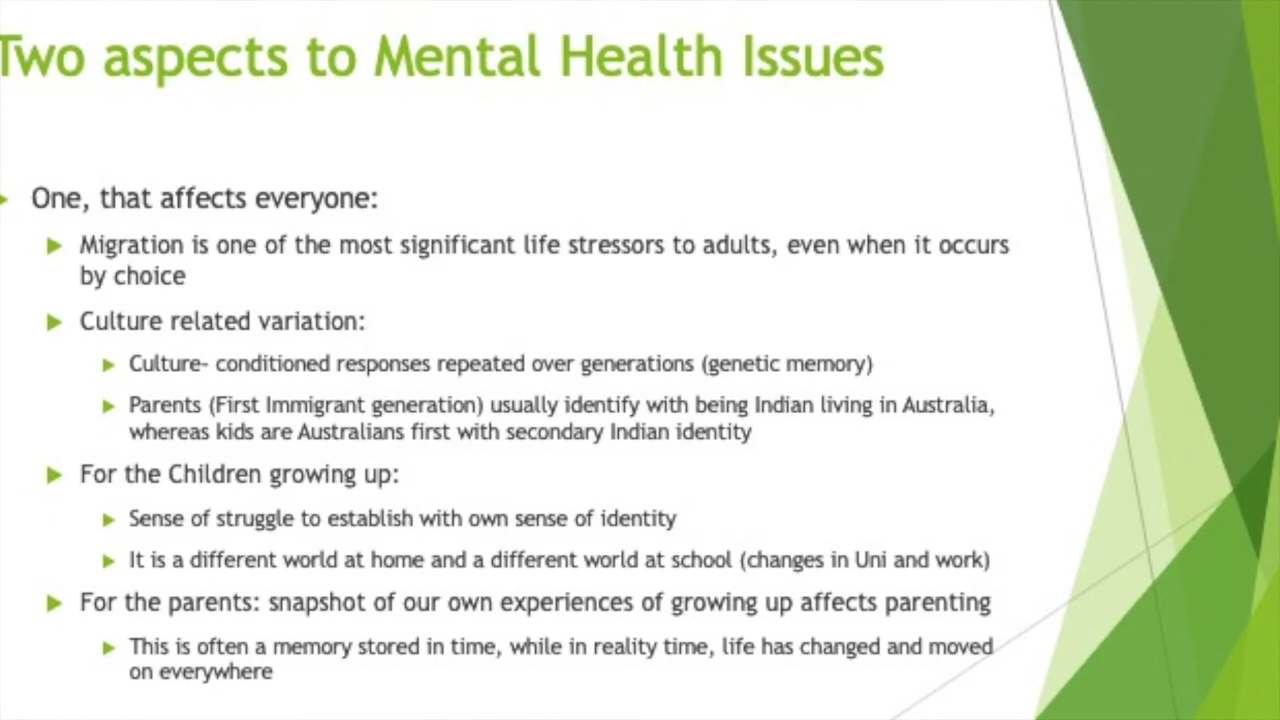 Two aspects to Mental Health Issues
One, that affects everyone:
Migration is one of the most significant life stressors to adults, even when it occurs
by choice
Culture related variation:
Culture- conditioned responses repeated over generations (genetic memory)
Parents (First Immigrant generation) usually identify with being Indian living in Australia,
whereas kids are Australians first with secondary Indian identity
For the Children growing up:
Sense of struggle to establish with own sense of identity
It is a different world at home and a different world at school (changes in Uni and work)
For the parents: snapshot of our own experiences of growing up affects parenting
This is often a memory stored in time, while in reality time, life has changed and moved
on everywhere